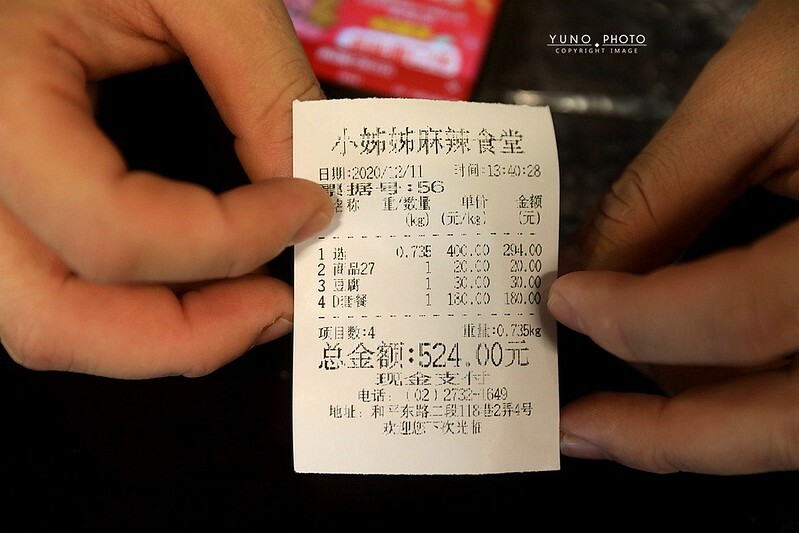 YUNO PHOTO
COPYRIGHT IMAGE
小姊姊麻辣食堂
日期:2020/12/11 时间:13:40:28
票据号:56
名称 重/数量 单价 金额
(kg) (元/kg) (元)
1 选 0.735 400.00 294.00
2 商品27 1 20.00 20.00
3 豆腐 1 30.00 30.00
4 D套餐 1 180.00 180.00
项目数:4 重量:0.735kg
总金额:524.00元
现金支付
电话: (02)2732-1649
地址: 和平东路二段118巷2弄4号
欢迎您下次光临